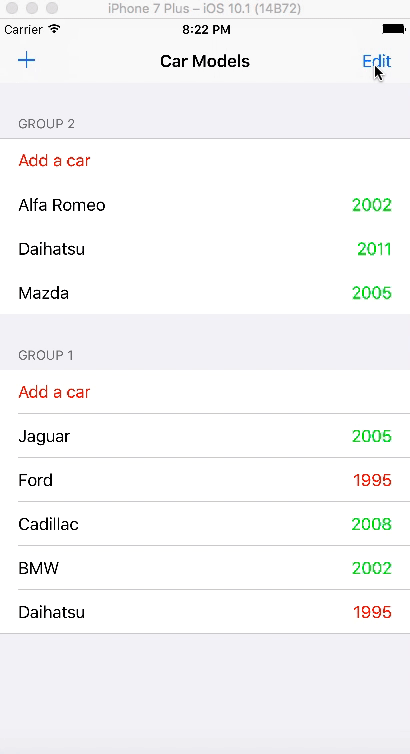 iPhone 7 Plus – iOS 10.1 (14B72)
Carrier 8:22 PM
+ Car Models Edit
GROUP 2
Add a car
Alfa Romeo 2002
Daihatsu 2011
Mazda 2005
GROUP 1
Add a car
Jaguar 2005
Ford 1995
Cadillac 2008
BMW 2002
Daihatsu 1995